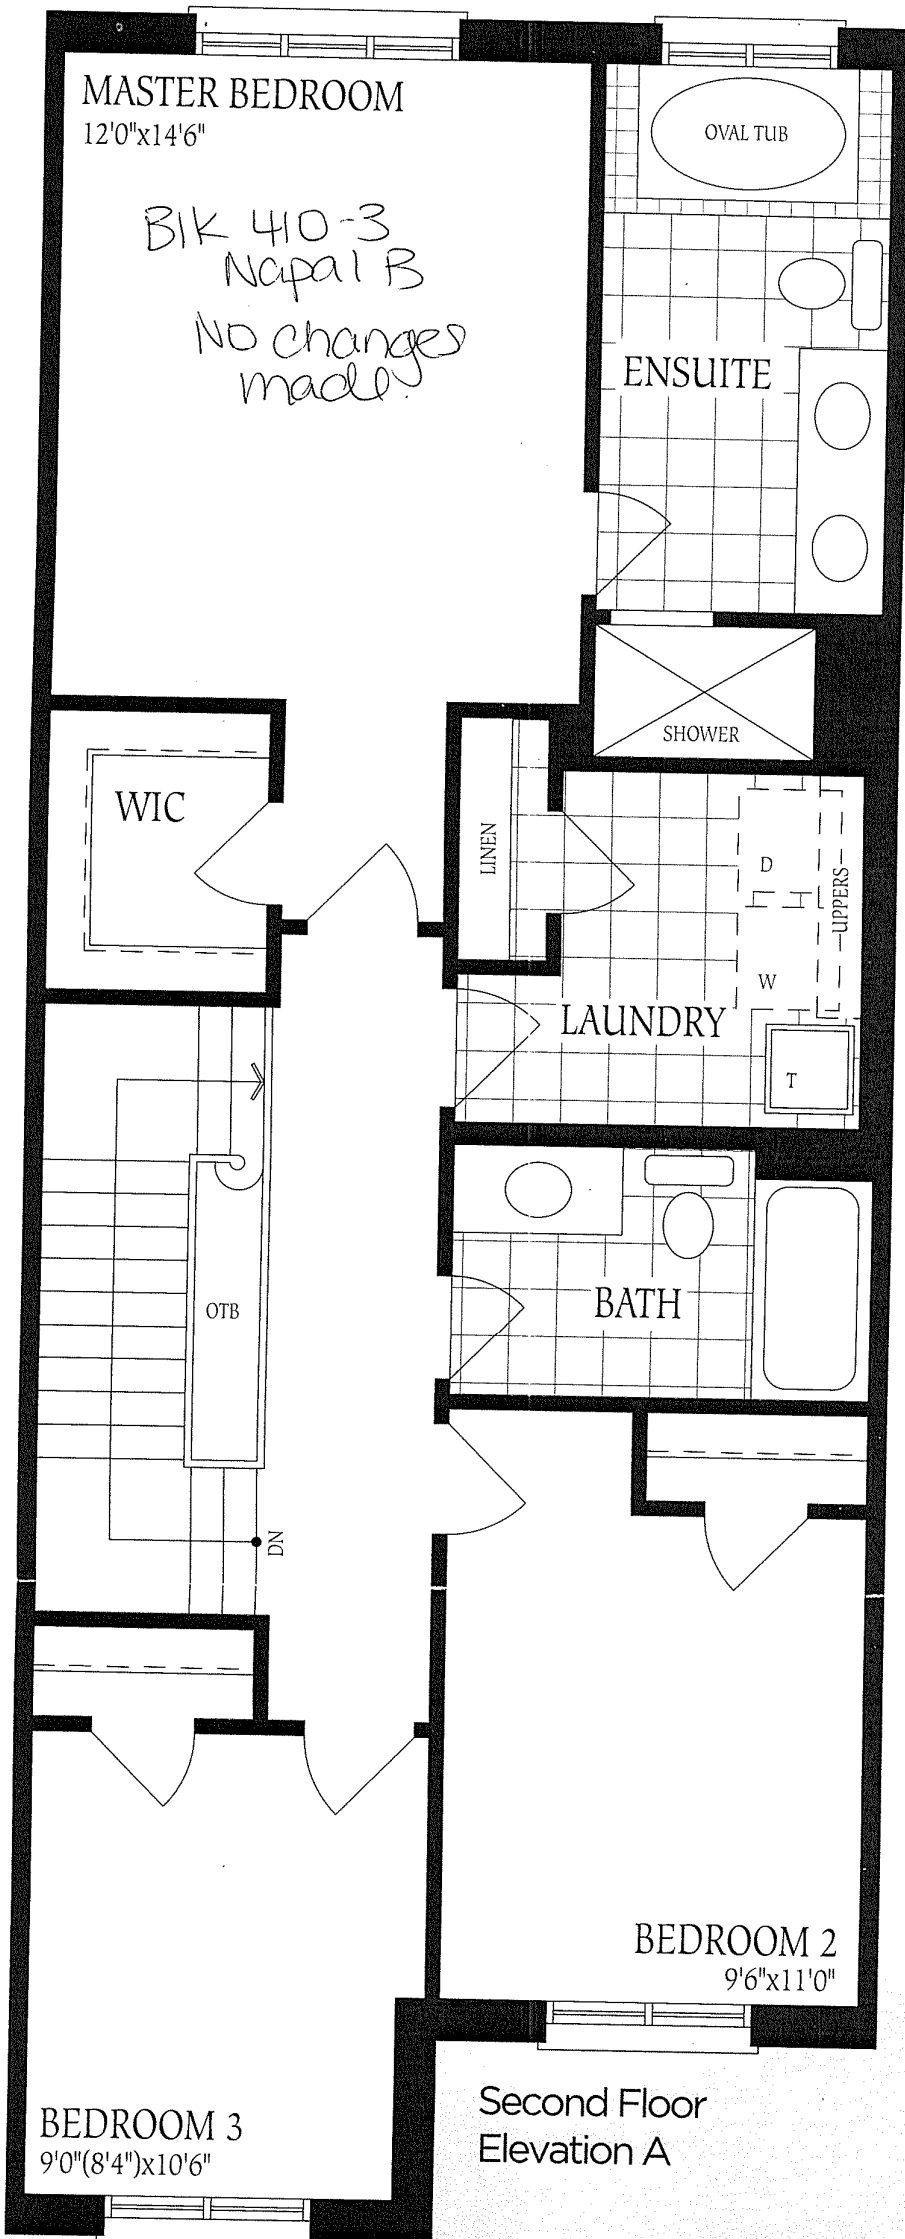 MASTER BEDROOM
12'0"x14'6"
Blk 410-3
Napal B
No changes
made.
OVAL TUB
ENSUITE
SHOWER
WIC
LINEN
D
UPPERS
W
LAUNDRY
T
OTB
BATH
DN
BEDROOM 2
9'6"x11'0"
BEDROOM 3
9'0"(8'4")x10'6"
Second Floor
Elevation A